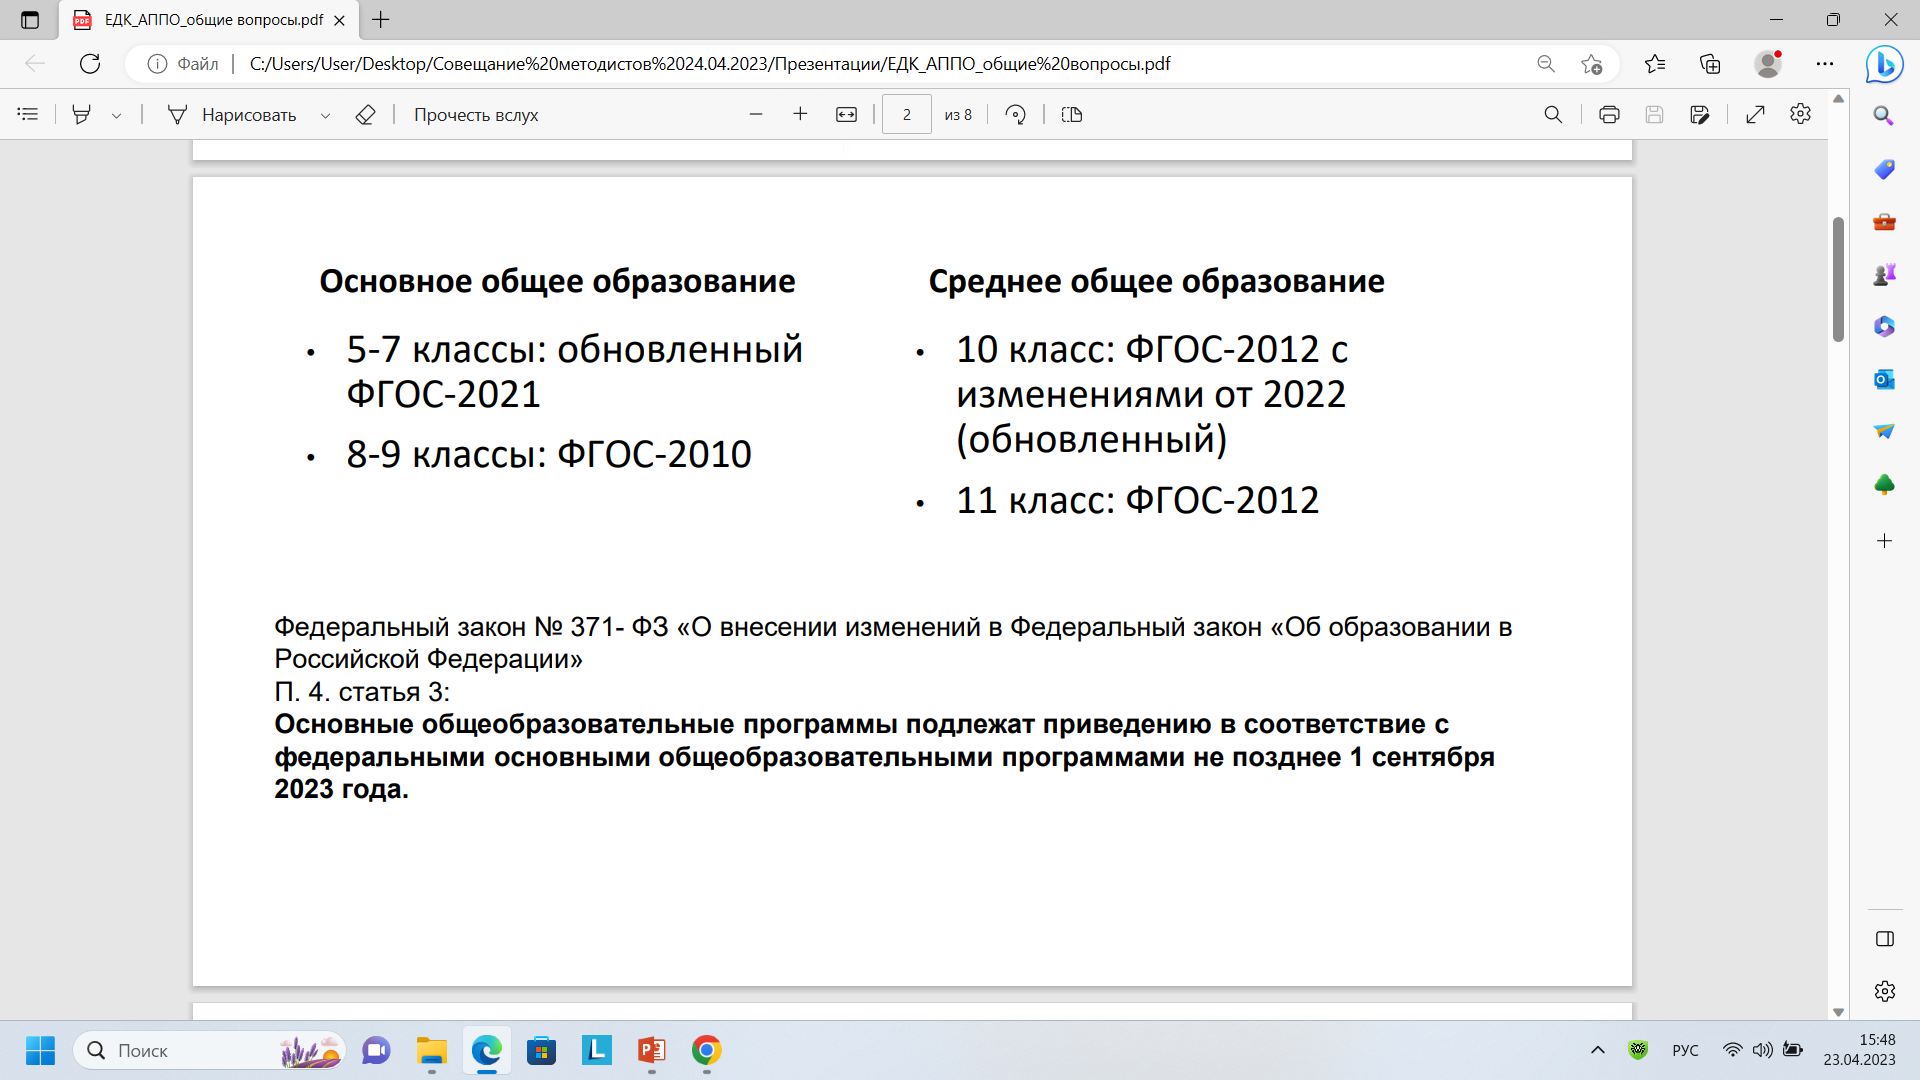 ЕДК_АППО_общие вопросы.pdf
Файл
C:/Users/User/Desktop/Совещание%20методистов%2024.04.2023/Презентации/ЕДК_АППО_общие%20вопросы.pdf
Нарисовать
Прочесть вслух
2 из 8
Основное общее образование
• 5-7 классы: обновленный
ФГОС-2021
• 8-9 классы: ФГОС-2010
Среднее общее образование
• 10 класс: ФГОС-2012 с
изменениями от 2022
(обновленный)
• 11 класс: ФГОС-2012
Федеральный закон № 371- ФЗ «О внесении изменений в Федеральный закон «Об образовании в
Российской Федерации»
П. 4. статья 3:
Основные общеобразовательные программы подлежат приведению в соответствие с
федеральными основными общеобразовательными программами не позднее 1 сентября
2023 года.
Поиск
РУС
15:48
23.04.2023